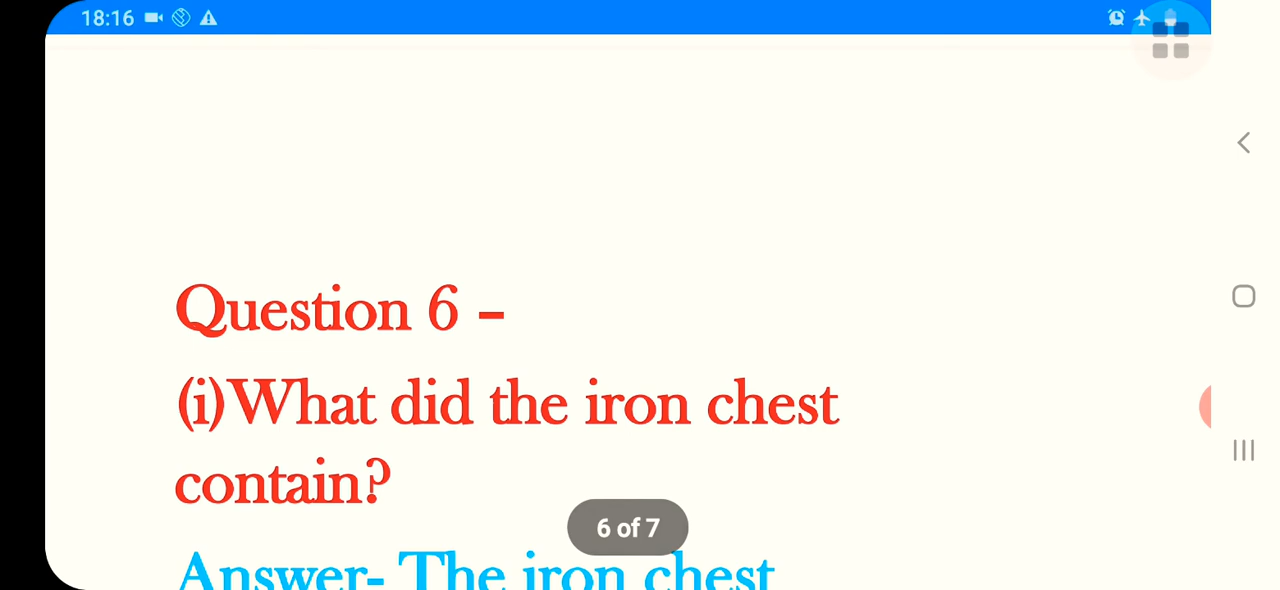 18:16
Question 6 –
(i)What did the iron chest
contain?
6 of 7
Answer- The iron chest